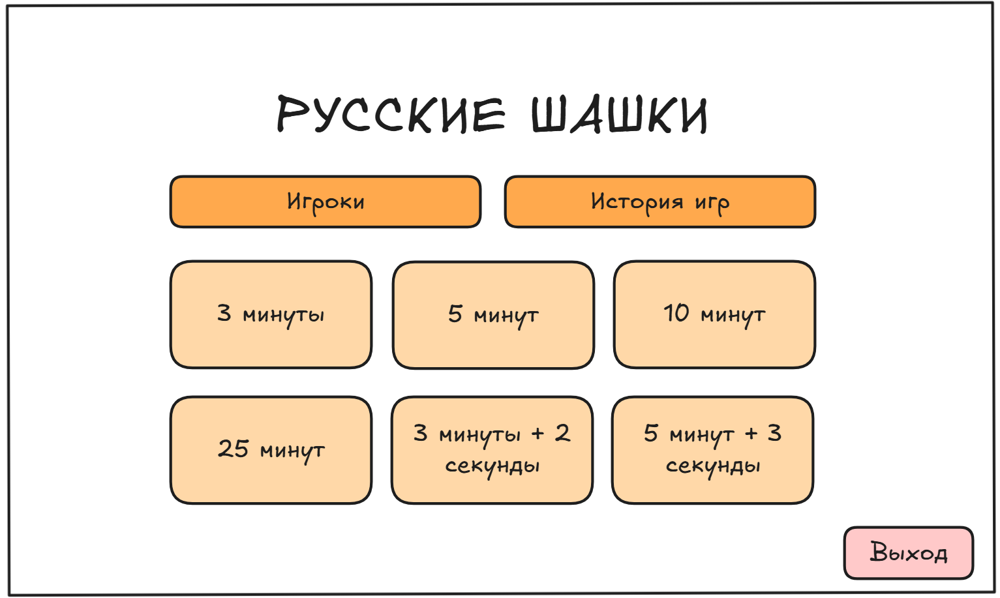 РУССКИЕ ШАШКИ
Игроки
История игр
3 минуты
5 минут
10 минут
25 минут
3 минуты + 2
секунды
5 минут + 3
секунды
Выход